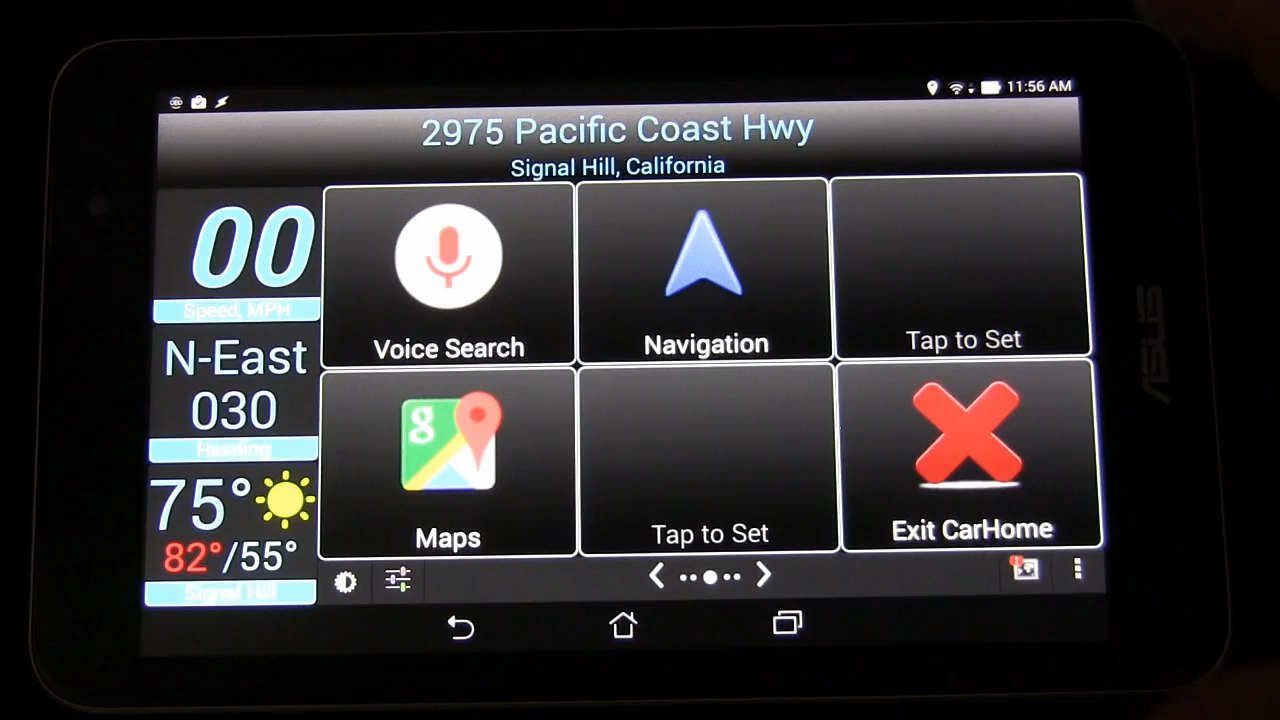 11:56 AM
2975 Pacific Coast Hwy
Signal Hill, California
00
Speed, MPH
N-East
030
Heading
75°
82°/55°
Signal Hill
Voice Search
Navigation
Tap to Set
g
Maps
Tap to Set
Exit CarHome
ASUS